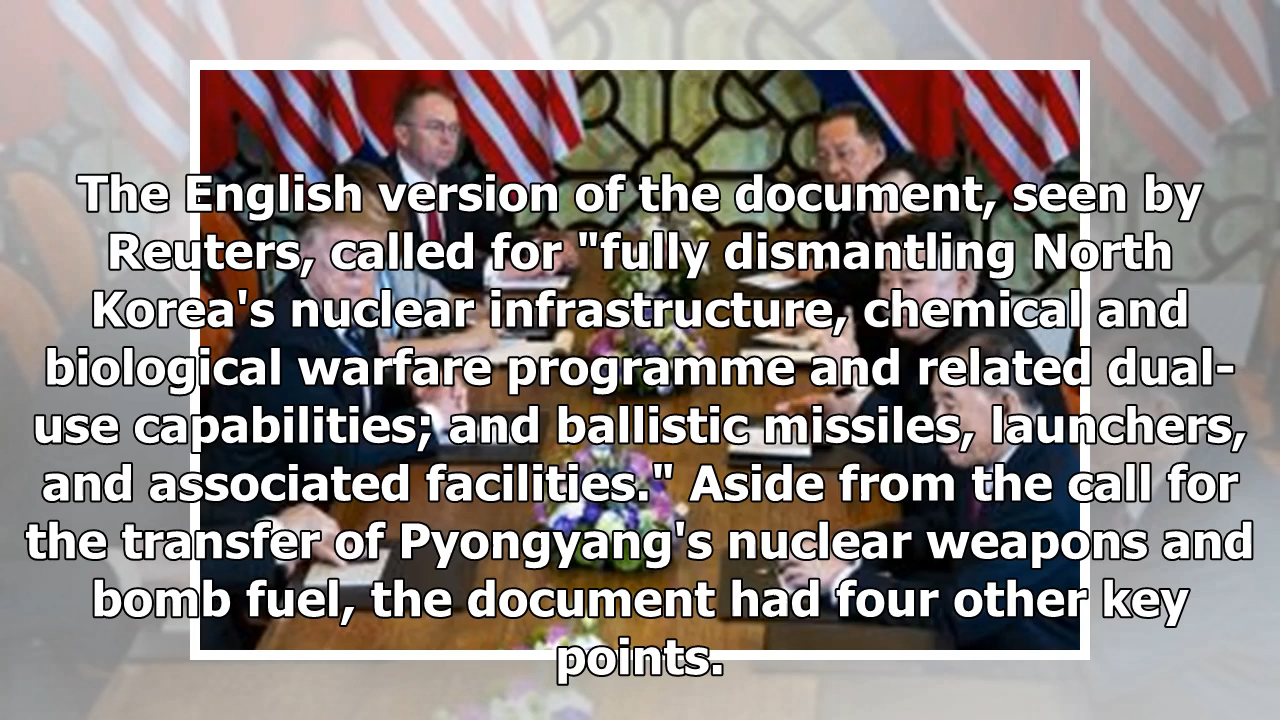 The English version of the document, seen by
Reuters, called for "fully dismantling North
Korea's nuclear infrastructure, chemical and
biological warfare programme and related dual-
use capabilities; and ballistic missiles, launchers,
and associated facilities." Aside from the call for
the transfer of Pyongyang's nuclear weapons and
bomb fuel, the document had four other key
points.